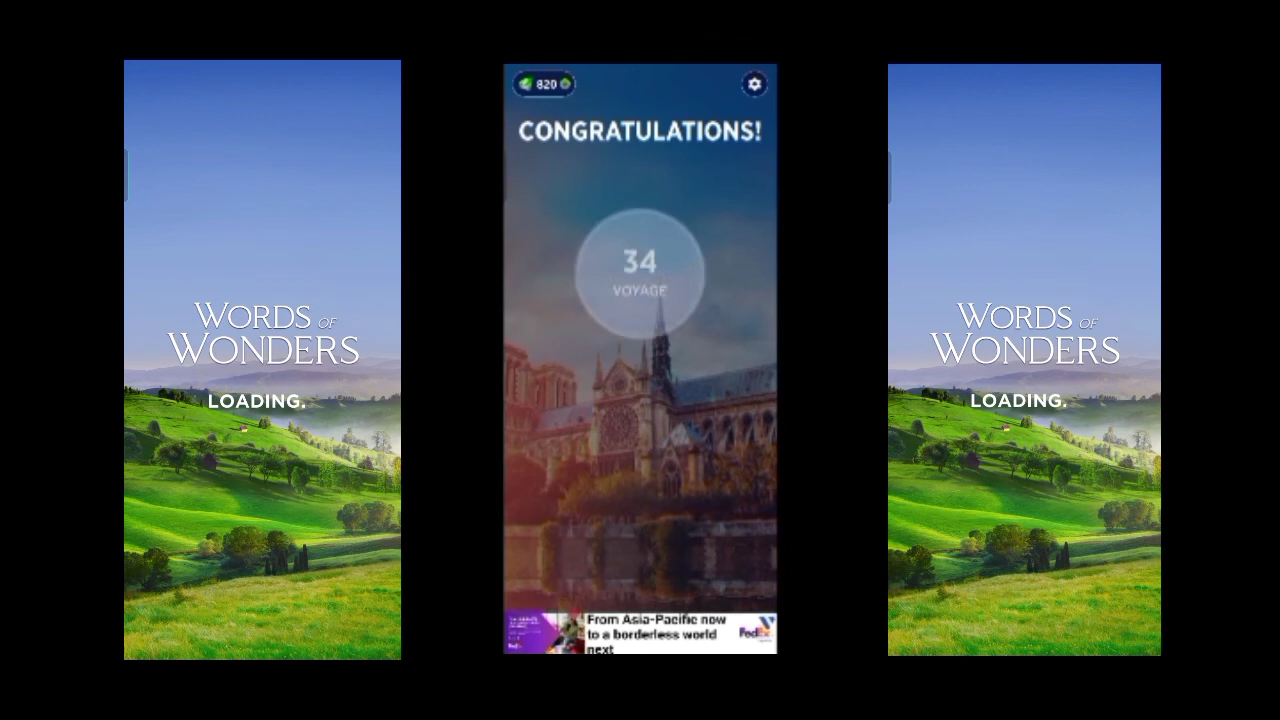 WORDS OF
WONDERS
LOADING.
820
CONGRATULATIONS!
34
VOYAGE
From Asia-Pacific now
to a borderless world
next
FedEx
WORDS OF
WONDERS
LOADING.